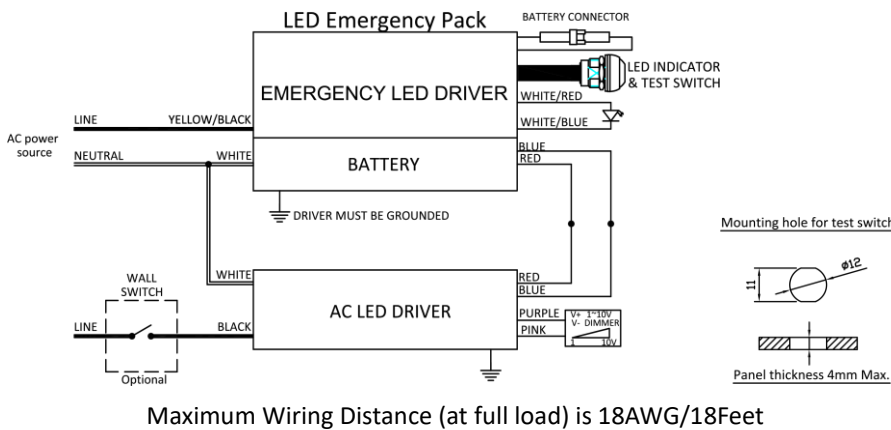 LED Emergency Pack
BATTERY CONNECTOR
LED INDICATOR
& TEST SWITCH
EMERGENCY LED DRIVER
WHITE/RED
WHITE/BLUE
LINE
YELLOW/BLACK
AC power
source
NEUTRAL
WHITE
BATTERY
BLUE
RED
DRIVER MUST BE GROUNDED
Mounting hole for test switch
WHITE
AC LED DRIVER
RED
BLUE
11
ø12
WALL
SWITCH
LINE
BLACK
PURPLE
PINK
V+ 1~10V
V- DIMMER
1 10V
Optional
Panel thickness 4mm Max.
Maximum Wiring Distance (at full load) is 18AWG/18Feet